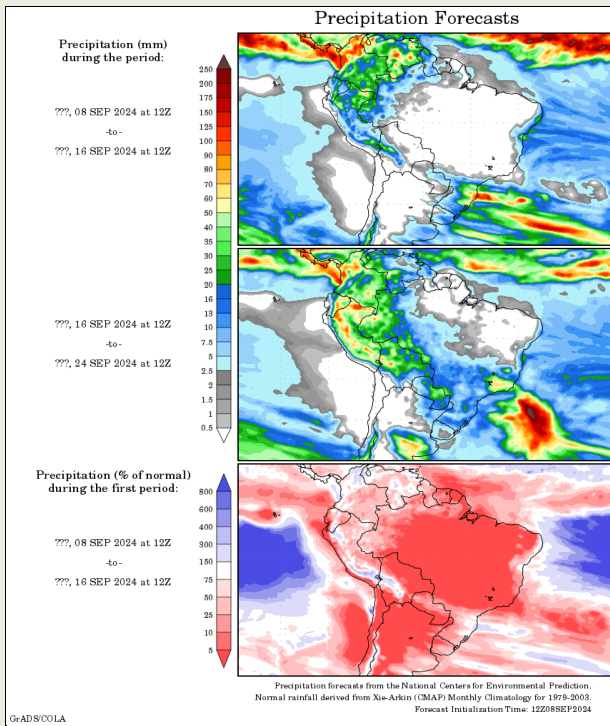 Precipitation Forecasts
Precipitation (mm)
during the period:
???, 08 SEP 2024 at 12Z
-to-
???, 16 SEP 2024 at 12Z
250
200
175
150
125
100
90
80
70
60
50
40
35
30
25
20
16
13
10
7.5
5
2.5
2
1.5
1
0.5
???, 16 SEP 2024 at 12Z
-to-
???, 24 SEP 2024 at 12Z
Precipitation (% of normal)
during the first period:
???, 08 SEP 2024 at 12Z
-to-
???, 16 SEP 2024 at 12Z
800
600
400
300
150
75
50
25
10
5
Precipitation forecasts from the National Centers for Environmental Prediction.
Normal rainfall derived from Xie-Arkin (CMAP) Monthly Climatology for 1979-2003.
Forecast Initialization Time: 12Z08SEP2024
GrADS/COLA